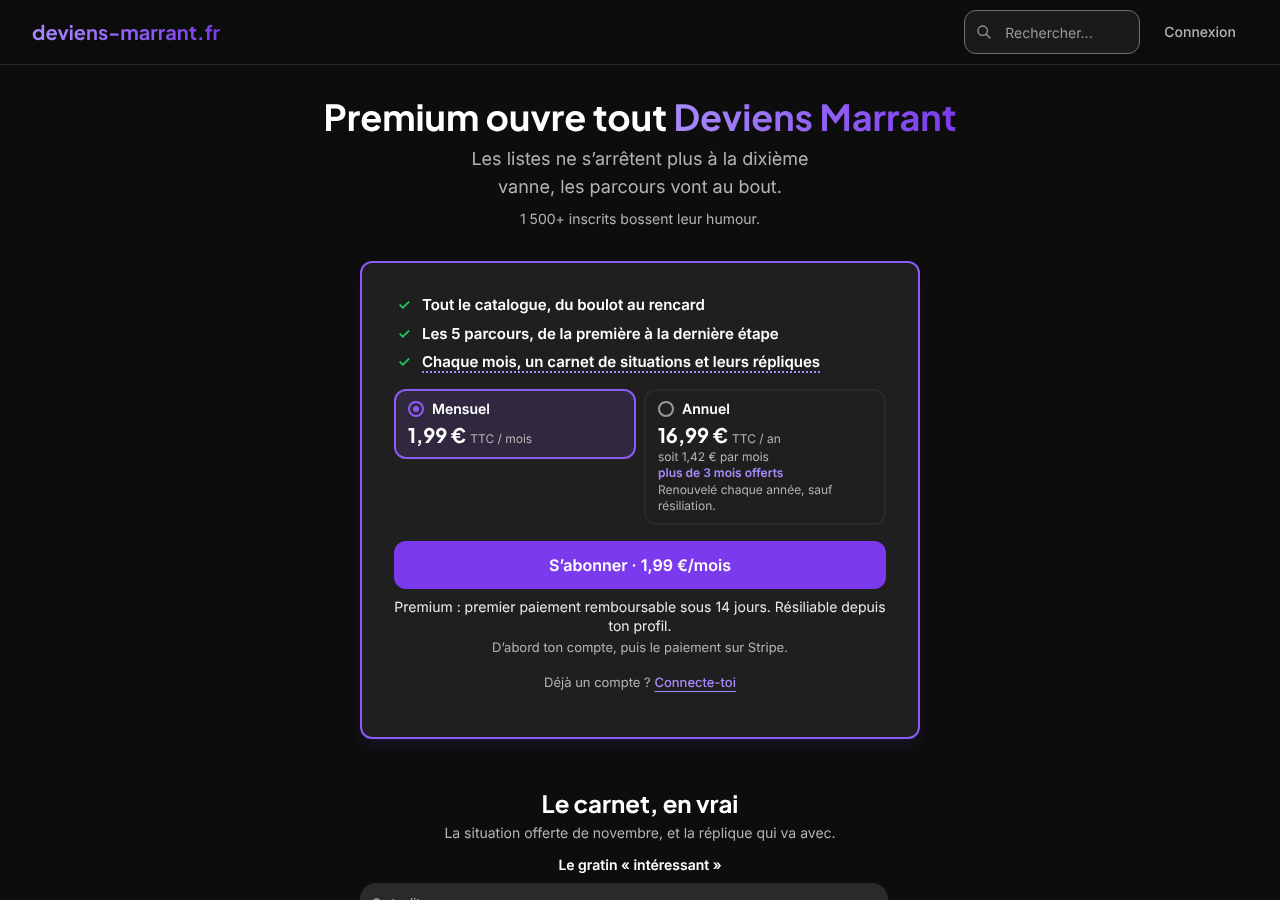 deviens-marrant.fr
Rechercher...
Connexion
Premium ouvre tout Deviens Marrant
Les listes ne s’arrêtent plus à la dixième
vanne, les parcours vont au bout.
1 500+ inscrits bossent leur humour.
Tout le catalogue, du boulot au rencard
Les 5 parcours, de la première à la dernière étape
Chaque mois, un carnet de situations et leurs répliques
Mensuel
1,99 € TTC / mois
Annuel
16,99 € TTC / an
soit 1,42 € par mois
plus de 3 mois offerts
Renouvelé chaque année, sauf
résiliation.
S’abonner · 1,99 €/mois
Premium : premier paiement remboursable sous 14 jours. Résiliable depuis
ton profil.
D’abord ton compte, puis le paiement sur Stripe.
Déjà un compte ? Connecte-toi
Le carnet, en vrai
La situation offerte de novembre, et la réplique qui va avec.
Le gratin « intéressant »